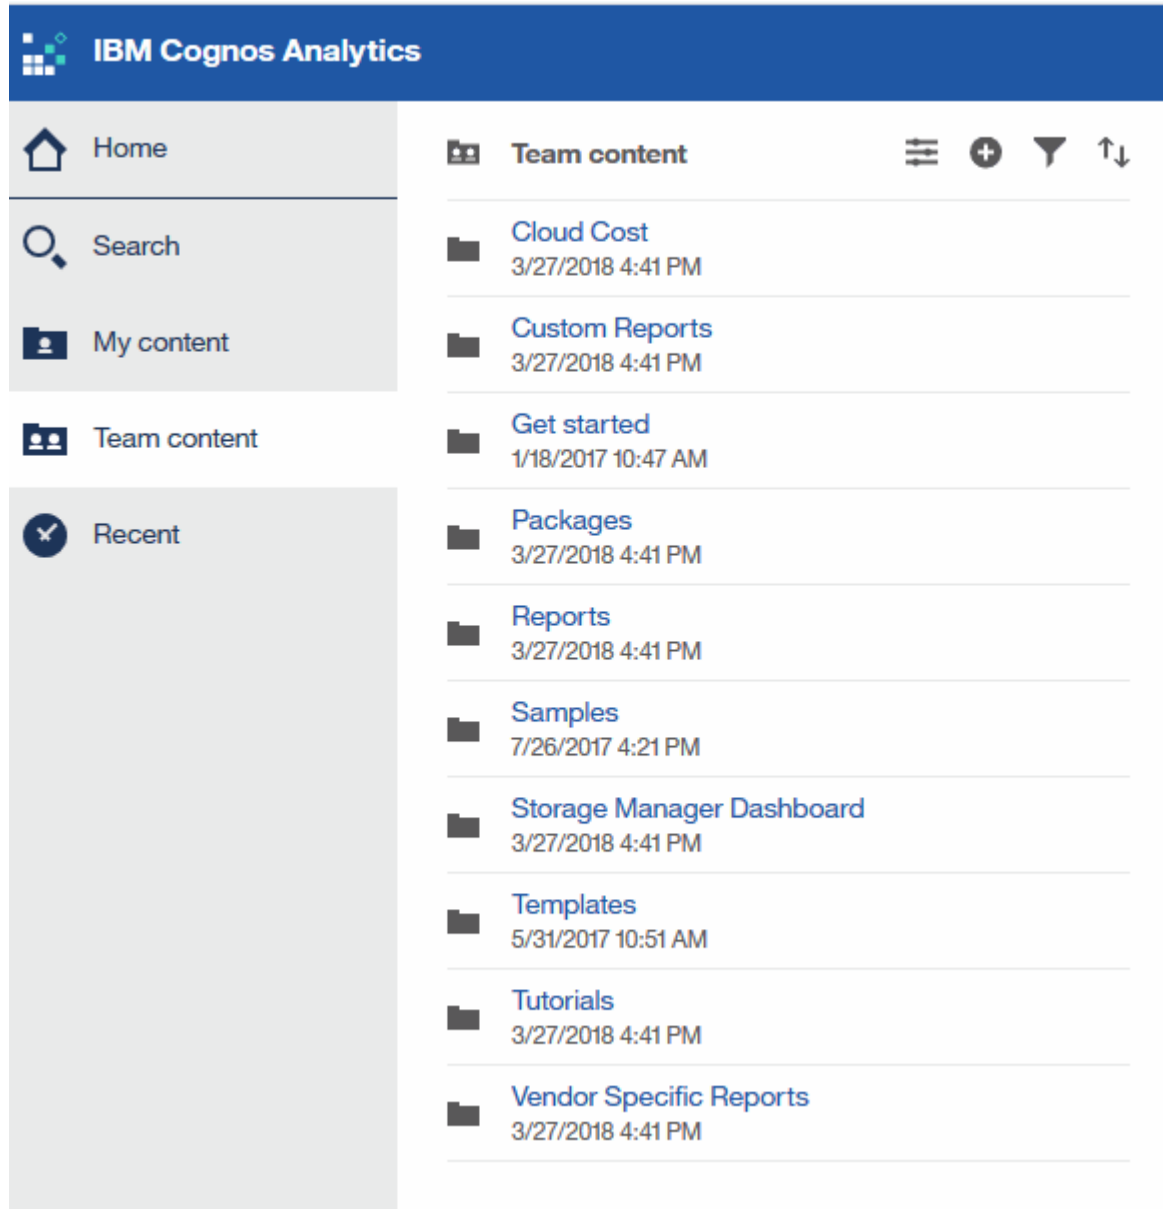 IBM Cognos Analytics
Home
Search
My content
Team content
Recent
Team content
Cloud Cost
3/27/2018 4:41 PM
Custom Reports
3/27/2018 4:41 PM
Get started
1/18/2017 10:47 AM
Packages
3/27/2018 4:41 PM
Reports
3/27/2018 4:41 PM
Samples
7/26/2017 4:21 PM
Storage Manager Dashboard
3/27/2018 4:41 PM
Templates
5/31/2017 10:51 AM
Tutorials
3/27/2018 4:41 PM
Vendor Specific Reports
3/27/2018 4:41 PM